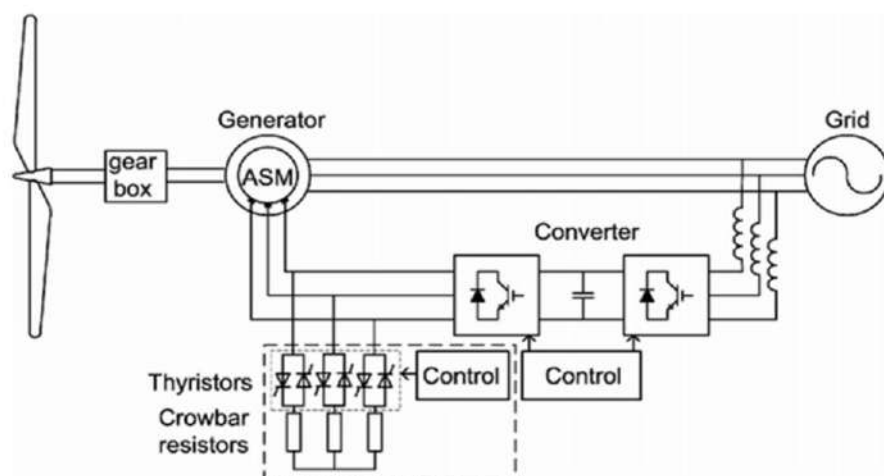 Generator
Grid
gear
box
ASM
Converter
Thyristors
Control
Control
Crowbar
resistors